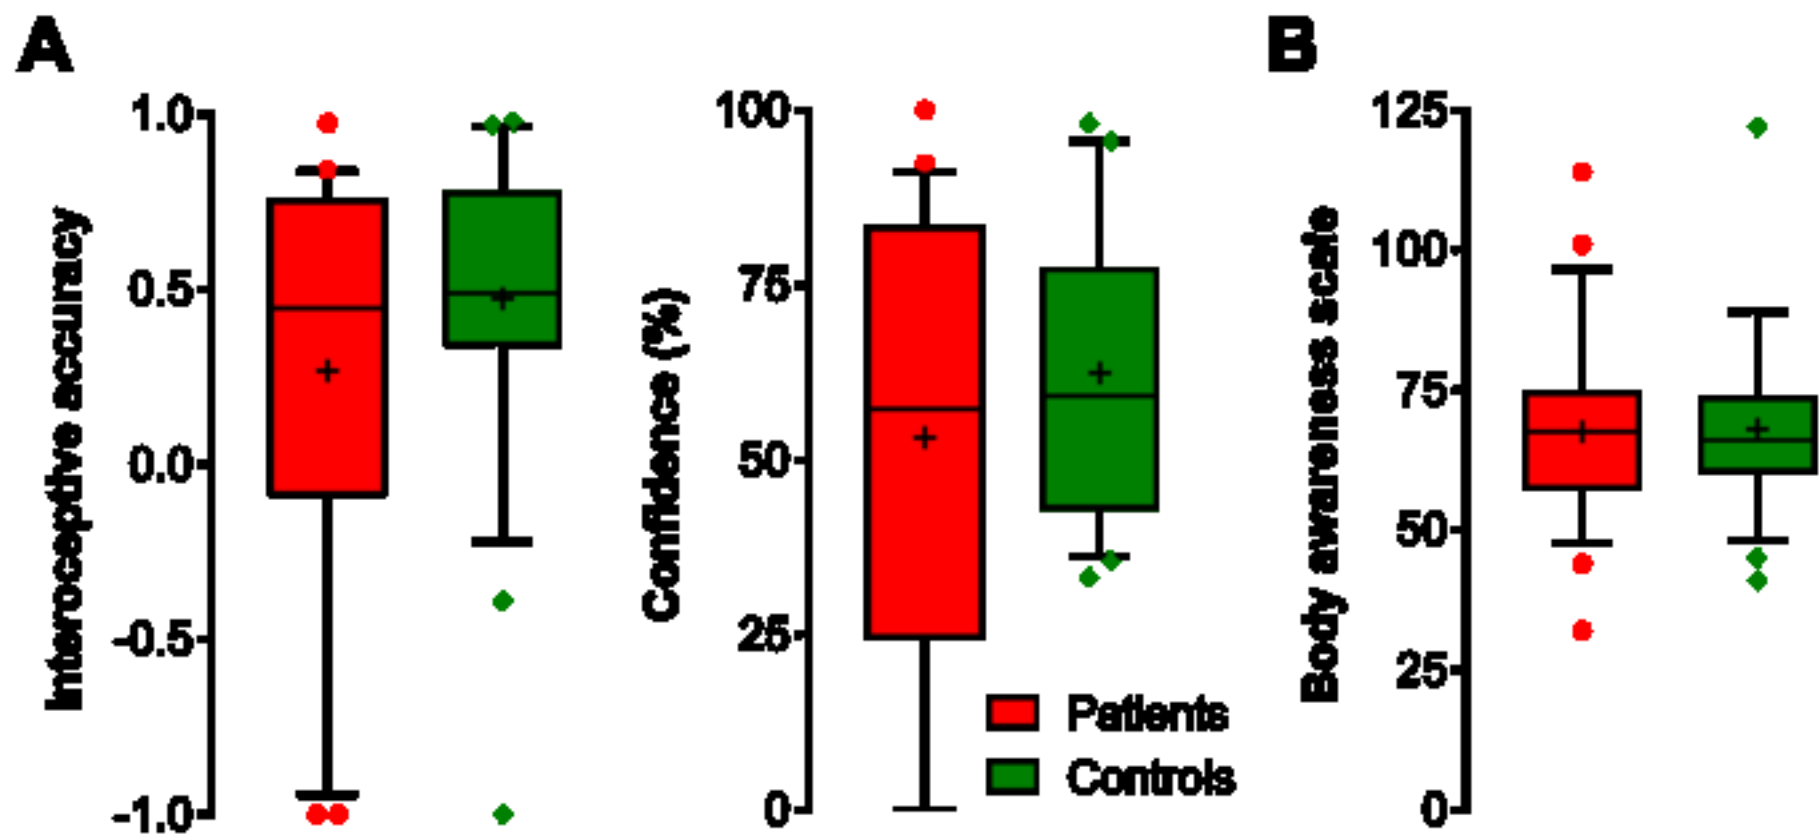 A
Interoceptive accuracy
1.0
0.5
0.0
-0.5
-1.0
Confidence (%)
100
75
50
25
0
Patients
Controls
B
Body awareness scale
125
100
75
50
25
0